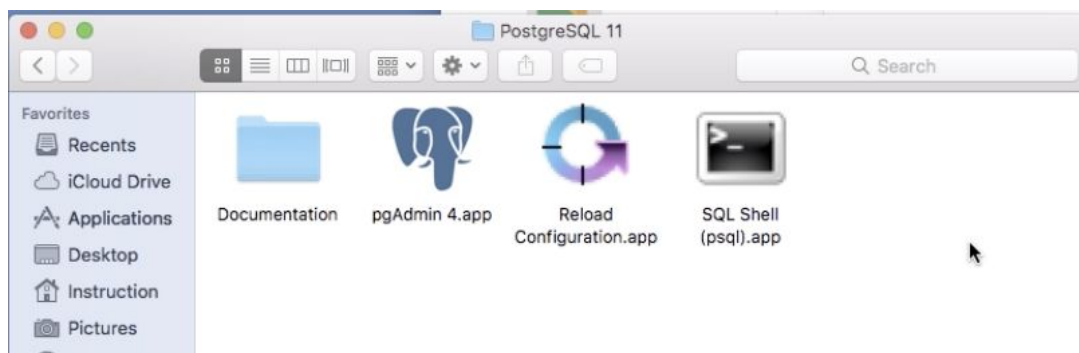 PostgreSQL 11
Search
Favorites
Recents
iCloud Drive
Applications
Desktop
Instruction
Pictures
Documentation
pgAdmin 4.app
Reload
Configuration.app
SQL Shell
(psql).app